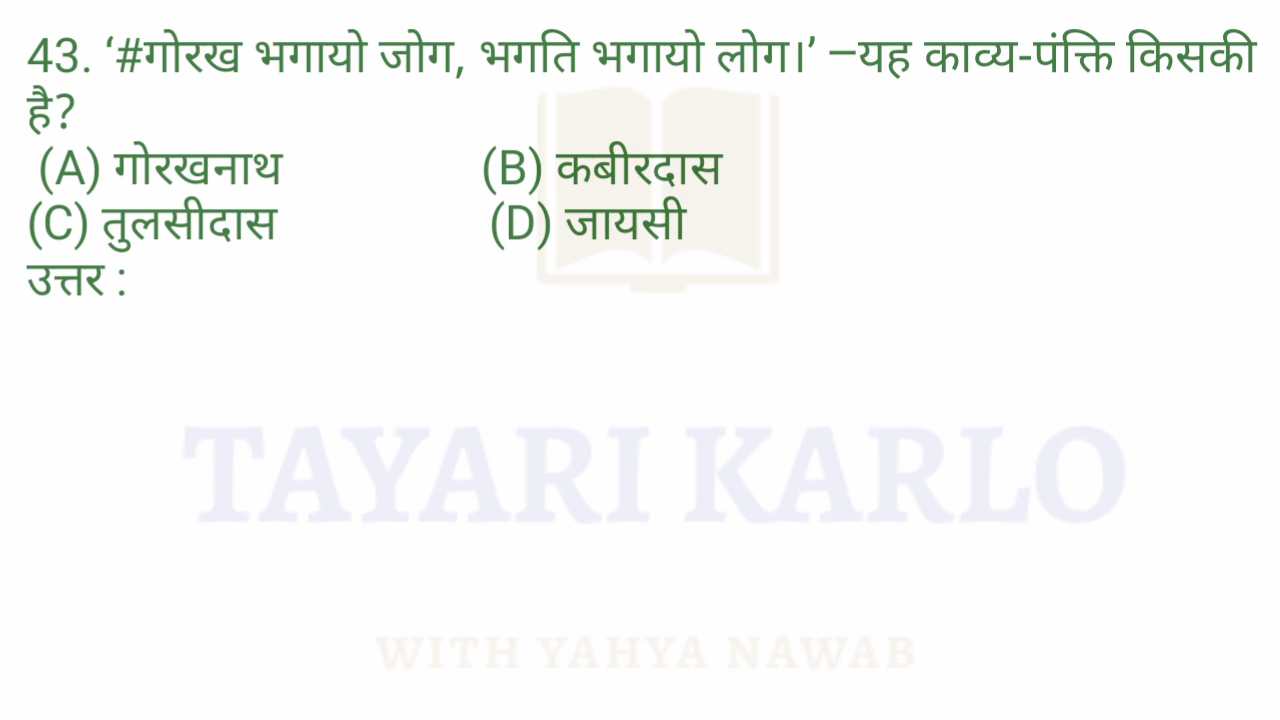 43. ‘#गोरख भगायो जोग, भगति भगायो लोग।’ –यह काव्य-पंक्ति किसकी
है?
(A) गोरखनाथ (B) कबीरदास
(C) तुलसीदास (D) जायसी
उत्तर :
TAYARI KARLO
WITH YAHYA NAWAB